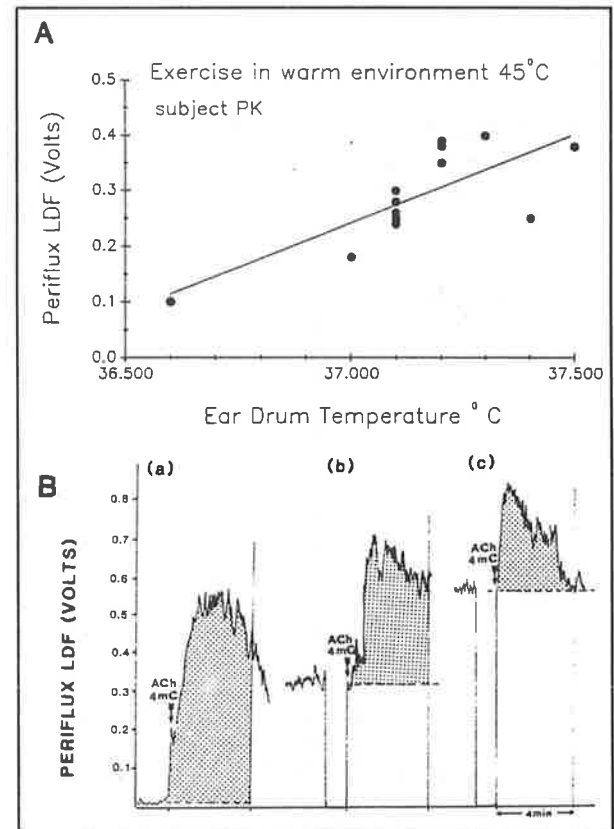 A
Exercise in warm environment 45°C
subject PK
Periflux LDF (Volts)
0.5
0.4
0.3
0.2
0.1
0.0
36.500
37.000
37.500
Ear Drum Temperature ° C
B
(a)
(b)
(c)
PERIFLUX LDF (VOLTS)
0.8
0.7
0.6
0.5
0.4
0.3
0.2
0.1
ACh
4mC
ACh
4mC
ACh
4mC
4min